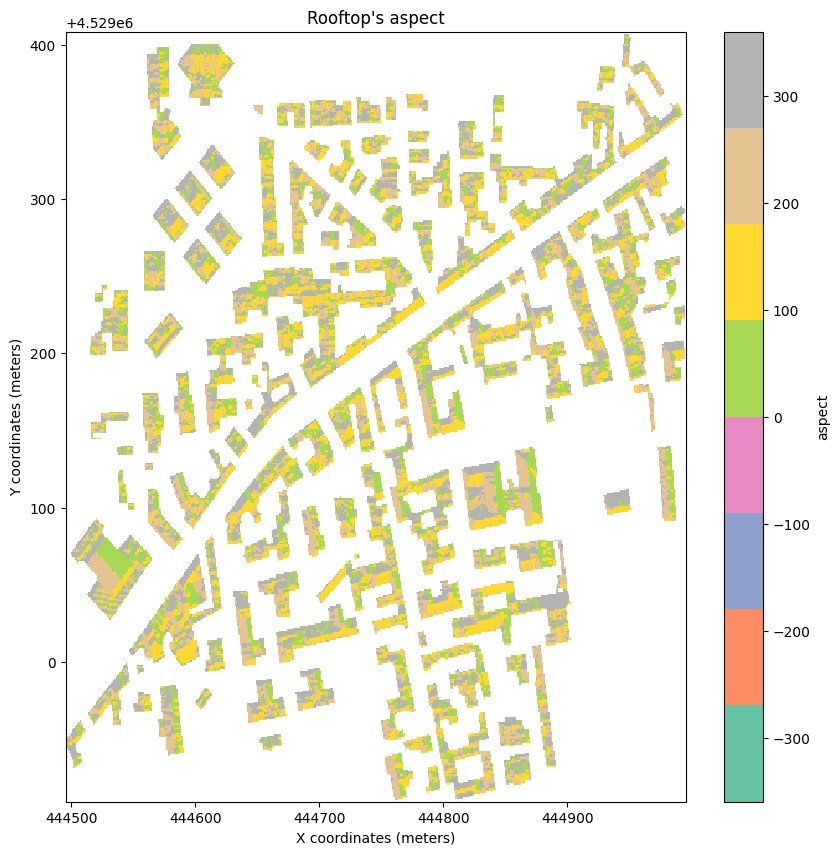 Rooftop's aspect
+4.529e6
400
300
200
100
0
Y coordinates (meters)
444500 444600 444700 444800 444900
X coordinates (meters)
300
200
100
0
−100
−200
−300
aspect